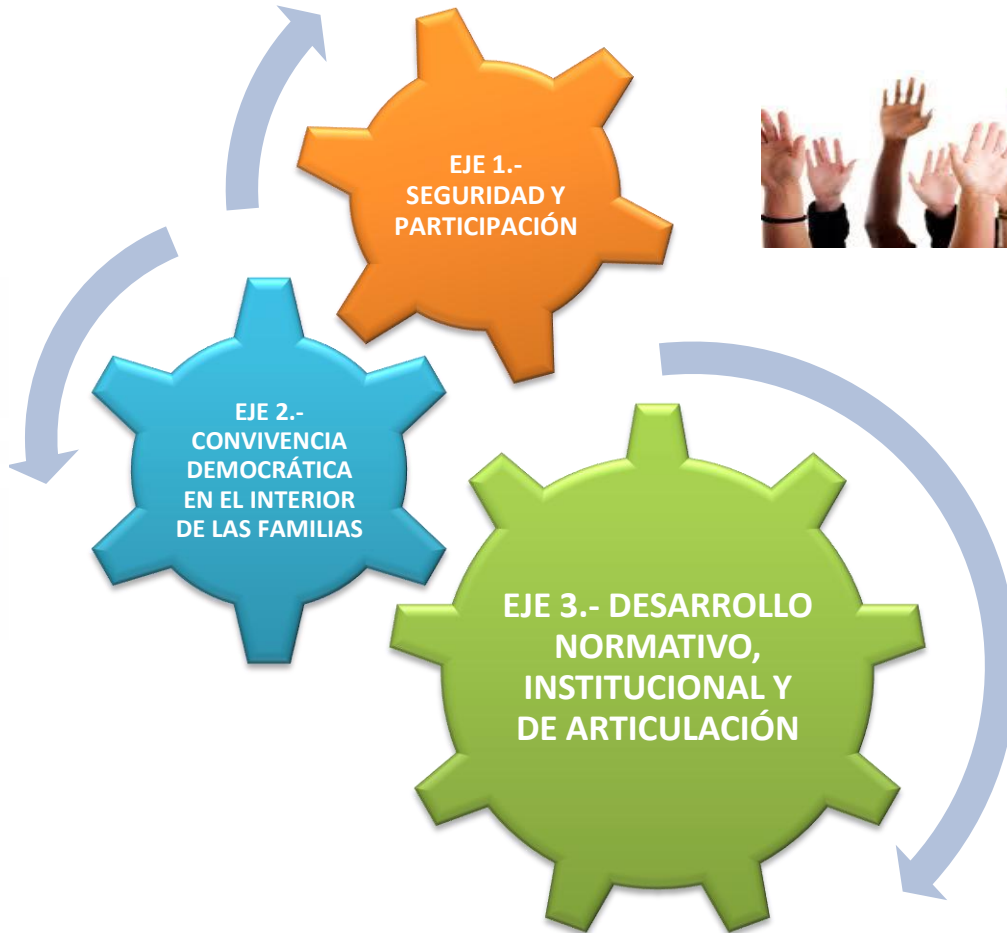 EJE 1.-
SEGURIDAD Y
PARTICIPACIÓN
EJE 2.-
CONVIVENCIA
DEMOCRÁTICA
EN EL INTERIOR
DE LAS FAMILIAS
EJE 3.- DESARROLLO
NORMATIVO,
INSTITUCIONAL Y
DE ARTICULACIÓN